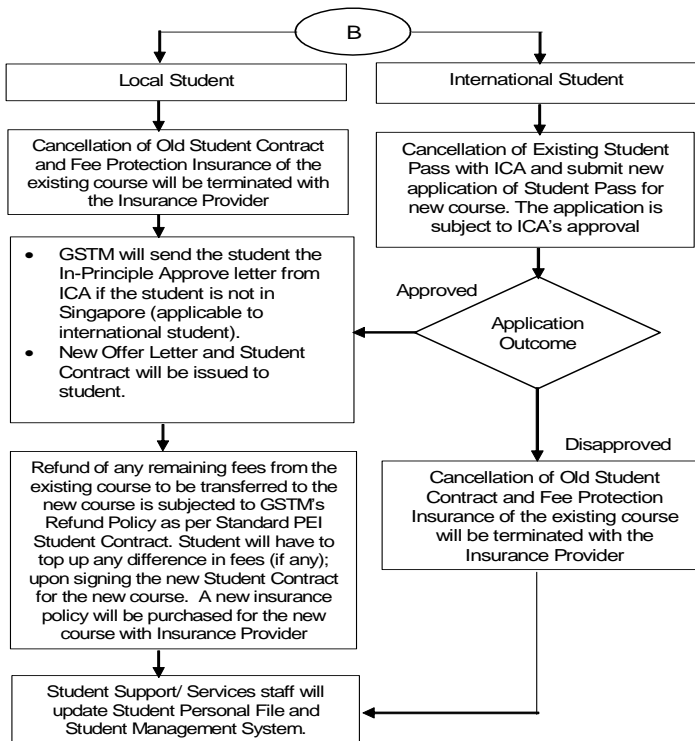 B
Local Student
International Student
Cancellation of Old Student Contract
and Fee Protection Insurance of the
existing course will be terminated with
the Insurance Provider
Cancellation of Existing Student
Pass with ICA and submit new
application of Student Pass for
new course. The application is
subject to ICA's approval
• GSTM will send the student the
In-Principle Approve letter from
ICA if the student is not in
Singapore (applicable to
international student).
• New Offer Letter and Student
Contract will be issued to
student.
Approved
Application
Outcome
Disapproved
Refund of any remaining fees from the
existing course to be transferred to the
new course is subjected to GSTM's
Refund Policy as per Standard PEI
Student Contract. Student will have to
top up any difference in fees (if any);
upon signing the new Student Contract
for the new course. A new insurance
policy will be purchased for the new
course with Insurance Provider
Cancellation of Old Student
Contract and Fee Protection
Insurance of the existing course
will be terminated with the
Insurance Provider
Student Support/ Services staff will
update Student Personal File and
Student Management System.